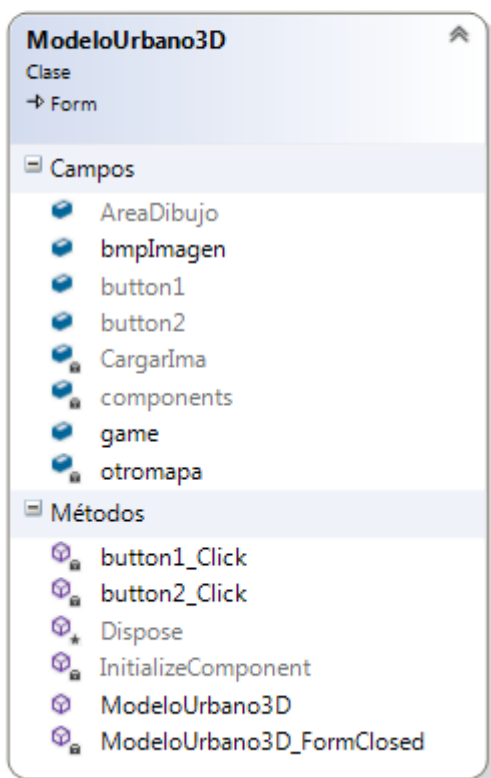 ModeloUrbano3D
Clase
Form
Campos
AreaDibujo
bmpImagen
button1
button2
CargarIma
components
game
otromapa
Métodos
button1_Click
button2_Click
Dispose
InitializeComponent
ModeloUrbano3D
ModeloUrbano3D_FormClosed